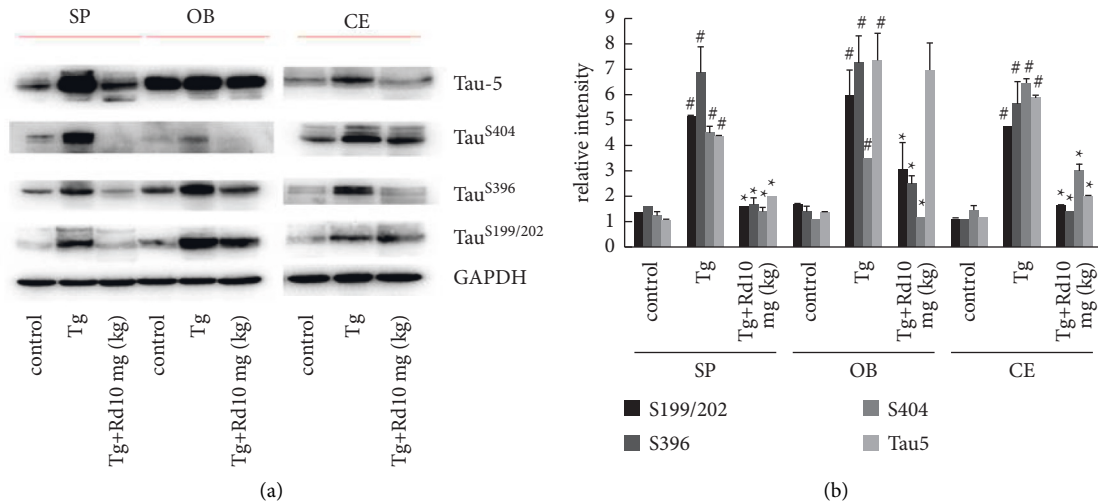 SP OB CE
Tau-5
Tau^S404
Tau^S396
Tau^S199/202
GAPDH
control
Tg
Tg+Rd10 mg (kg)
control
Tg
Tg+Rd10 mg (kg)
control
Tg
Tg+Rd10 mg (kg)
(a)
relative intensity
9
8
7
6
5
4
3
2
1
0
# # # #
* * * *
# # # #
* * *
# # # #
* * * *
control
Tg
Tg+Rd10
mg (kg)
control
Tg
Tg+Rd10
mg (kg)
control
Tg
Tg+Rd10
mg (kg)
SP OB CE
S199/202
S396
S404
Tau5
(b)